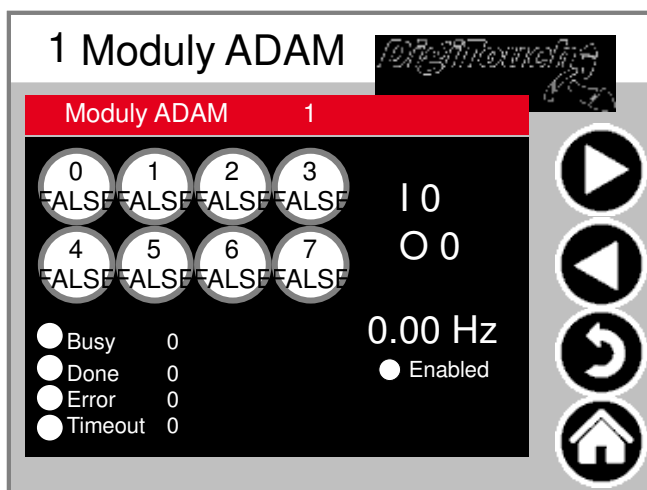 1 Moduly ADAM
DigiTouch
Moduly ADAM 1
0 1 2 3
FALSE FALSE FALSE FALSE
I 0
4 5 6 7
FALSE FALSE FALSE FALSE
O 0
0.00 Hz
Enabled
Busy 0
Done 0
Error 0
Timeout 0